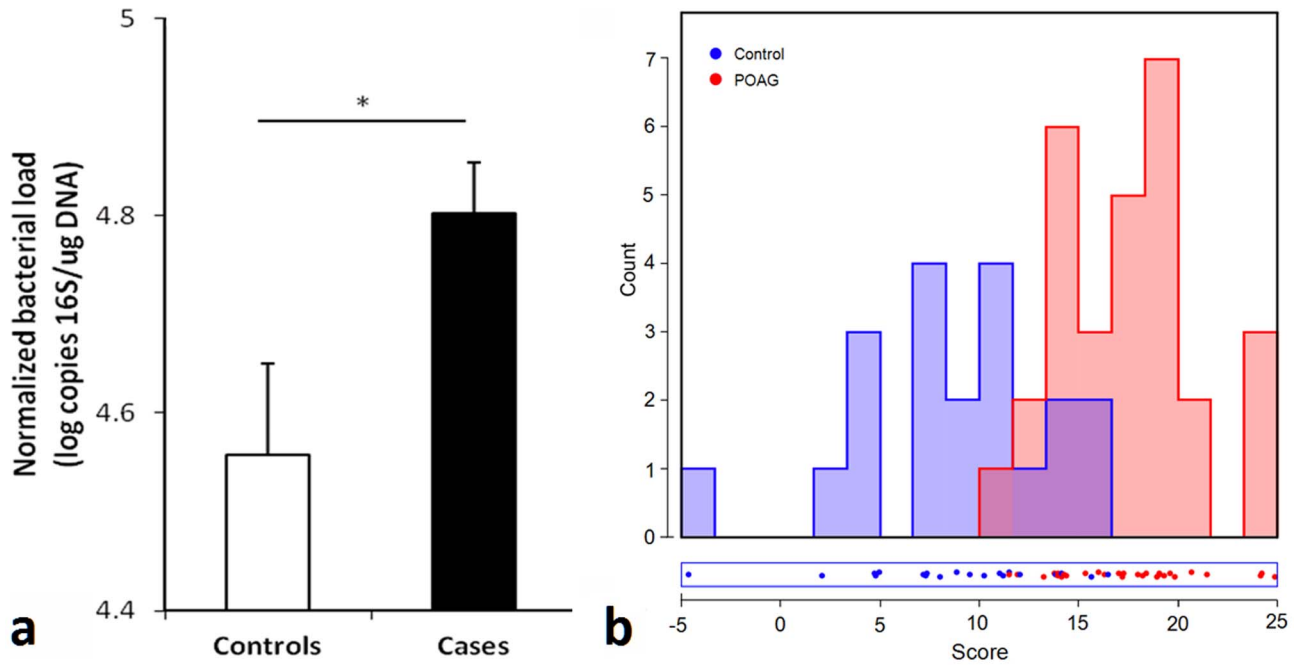 5
4.8
4.6
4.4
Normalized bacterial load
(log copies 16S/ug DNA)
*
Controls
Cases
a
Control
POAG
7
6
5
4
3
2
1
0
Count
-5
0
5
10
15
20
25
Score
b